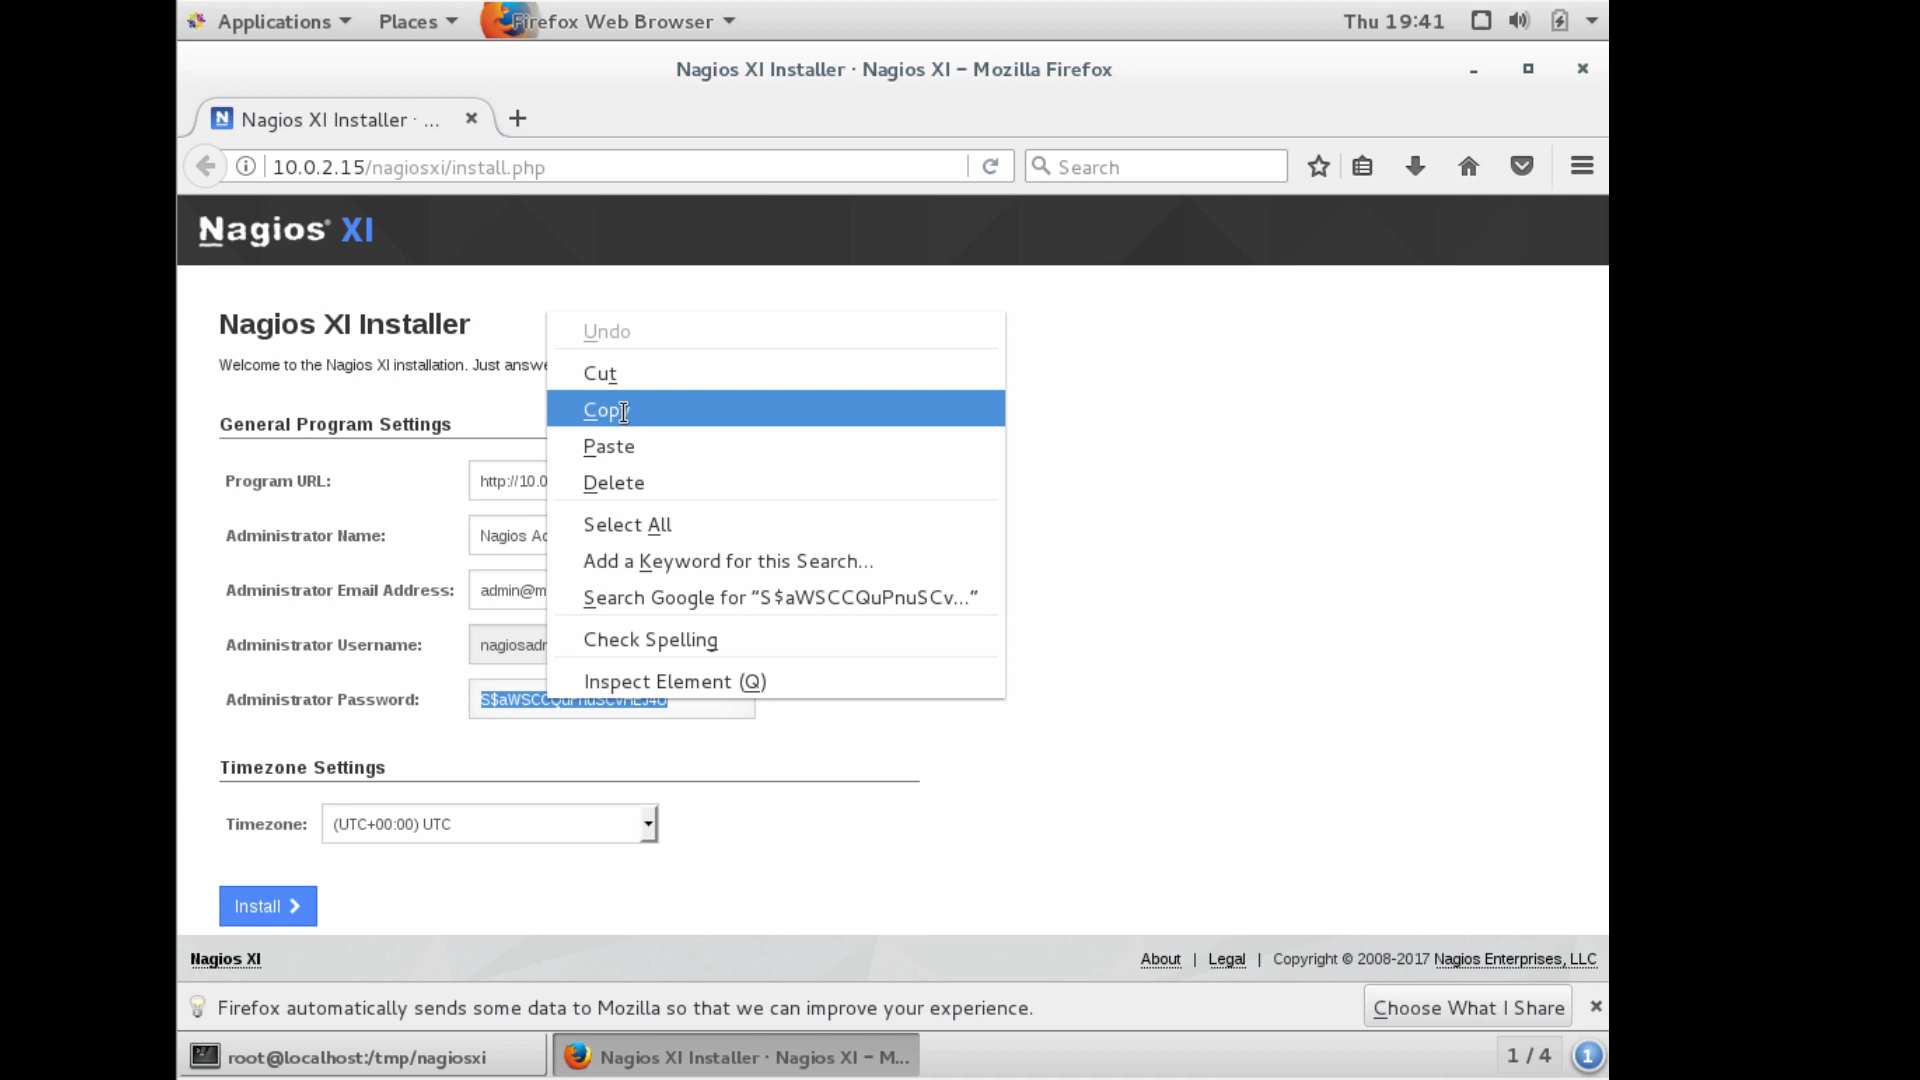 Applications Places Firefox Web Browser Thu 19:41
Nagios XI Installer · Nagios XI – Mozilla Firefox
Nagios XI Installer · ...
10.0.2.15/nagiosxi/install.php Search
Nagios® XI
Nagios XI Installer
Welcome to the Nagios XI installation. Just answe
General Program Settings
Program URL: http://10.0
Administrator Name: Nagios Ad
Administrator Email Address: admin@m
Administrator Username: nagiosadm
Administrator Password:
Undo
Cut
Copy
Paste
Delete
Select All
Add a Keyword for this Search...
Search Google for “S$aWSCCQuPnuSCv...”
Check Spelling
Inspect Element (Q)
Timezone Settings
Timezone: (UTC+00:00) UTC
Install
Nagios XI About | Legal | Copyright © 2008-2017 Nagios Enterprises, LLC
Firefox automatically sends some data to Mozilla so that we can improve your experience. Choose What I Share
root@localhost:/tmp/nagiosxi Nagios XI Installer · Nagios XI – M... 1 / 4 1